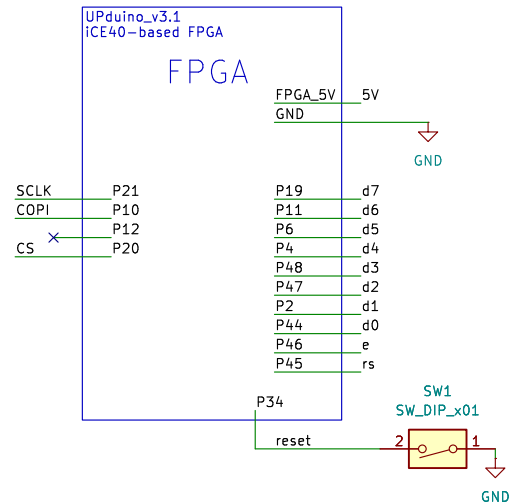 UPduino_v3.1
iCE40-based FPGA
FPGA
FPGA_5V 5V
GND
GND
SCLK P21 P19 d7
COPI P10 P11 d6
P12 P6 d5
CS P20 P4 d4
P48 d3
P47 d2
P2 d1
P44 d0
P46 e
P45 rs
P34
SW1
SW_DIP_x01
reset 2 1
GND